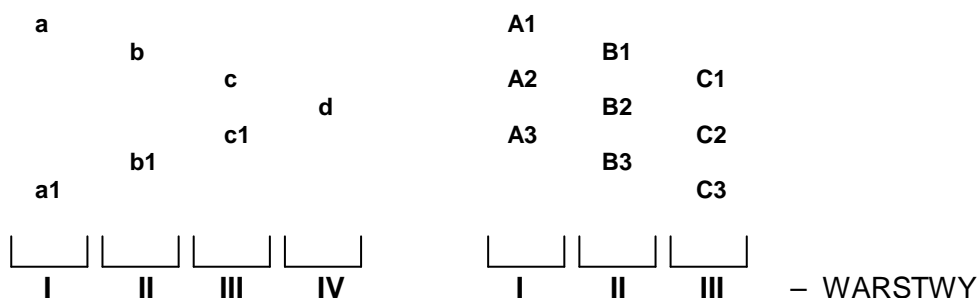 a A1
b B1
c A2 C1
d B2
c1 A3 C2
b1 B3
a1 C3
I II III IV I II III – WARSTWY